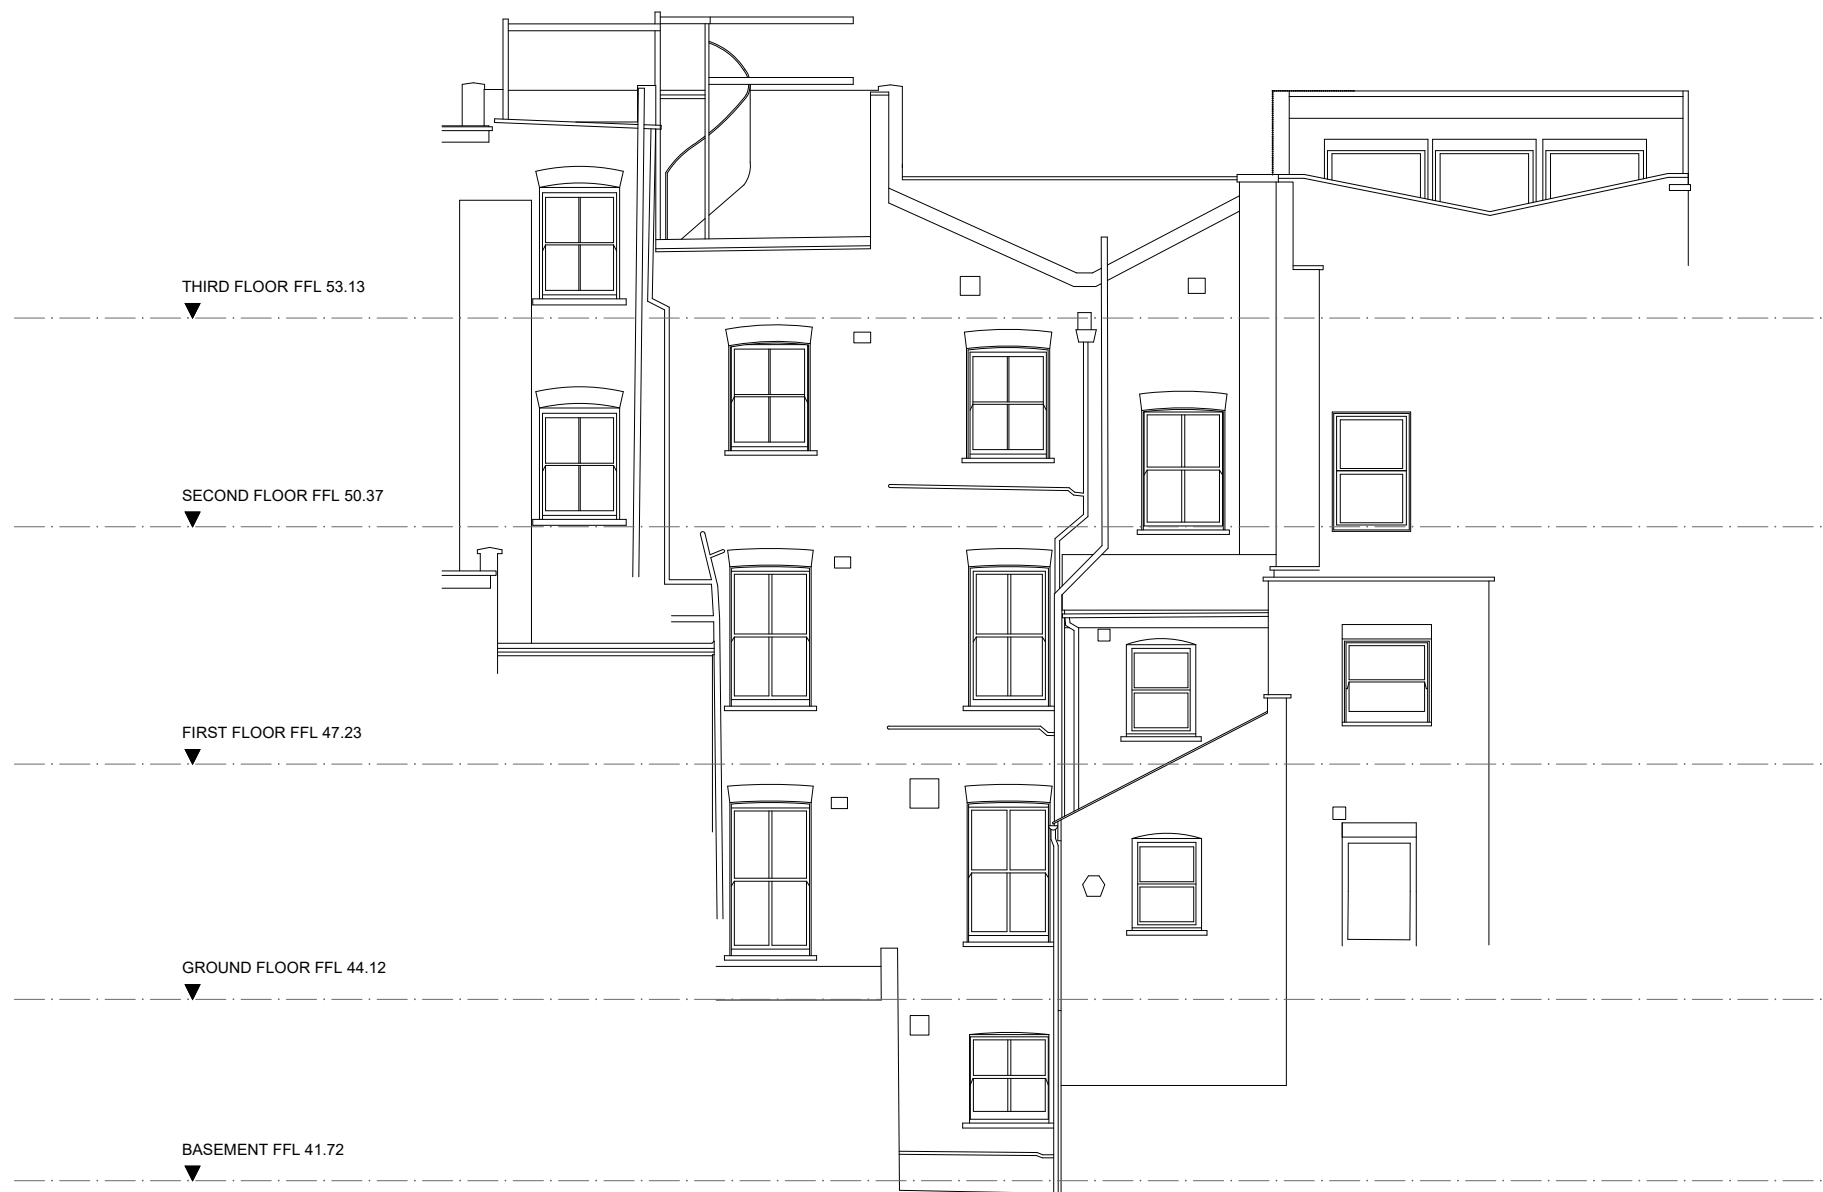 THIRD FLOOR FFL 53.13
SECOND FLOOR FFL 50.37
FIRST FLOOR FFL 47.23
GROUND FLOOR FFL 44.12
BASEMENT FFL 41.72